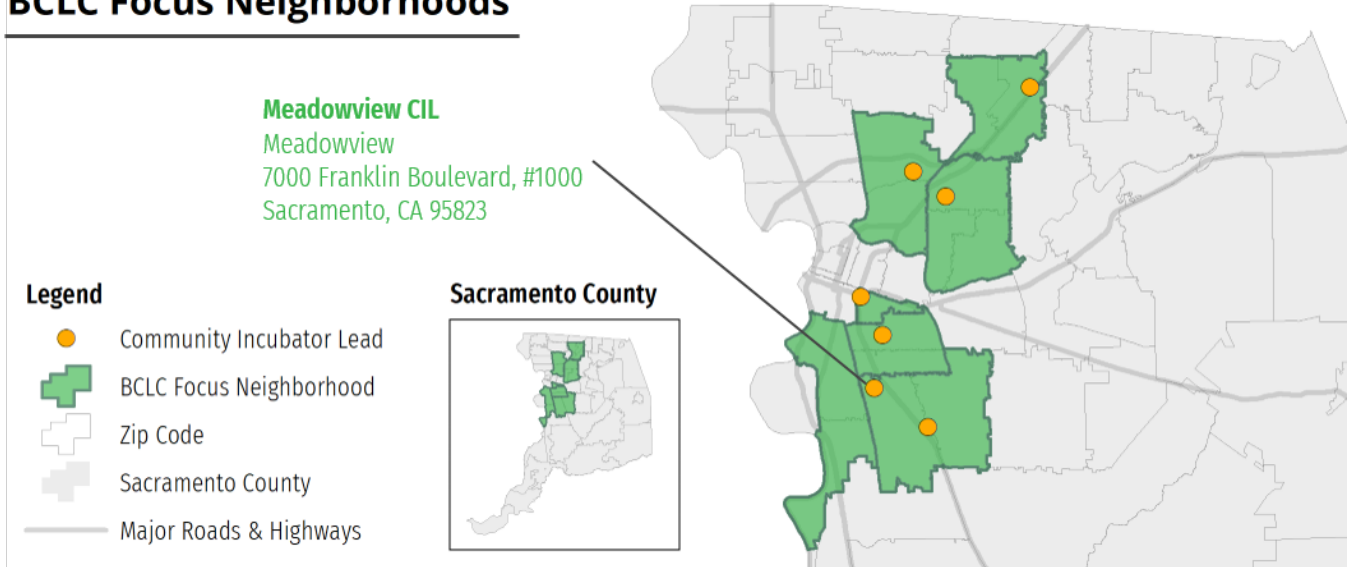 BCLC Focus Neighborhoods
Meadowview CIL
Meadowview
7000 Franklin Boulevard, #1000
Sacramento, CA 95823
Legend
Community Incubator Lead
BCLC Focus Neighborhood
Zip Code
Sacramento County
Major Roads & Highways
Sacramento County